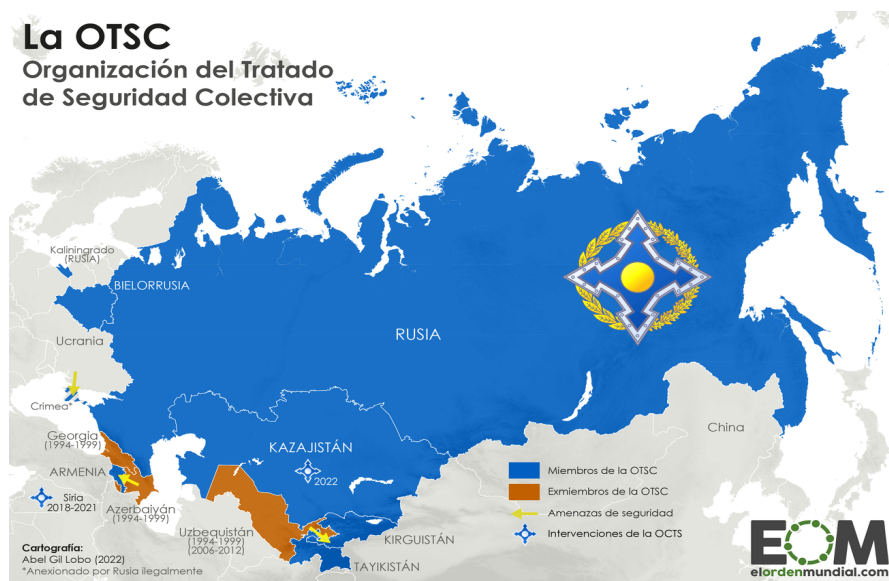 La OTSC
Organización del Tratado
de Seguridad Colectiva
Kaliningrado
(RUSIA)
BIELORRUSIA
Ucrania
RUSIA
Crimea*
Georgia
(1994-1999)
ARMENIA
KAZAJISTÁN
2022
China
Siria
2018-2021
Azerbaiyán
(1994-1999)
Uzbequistán
(1994-1999)
(2006-2012)
KIRGUISTÁN
TAYIKISTÁN
Miembros de la OTSC
Exmiembros de la OTSC
Amenazas de seguridad
Intervenciones de la OCTS
Cartografía:
Abel Gil Lobo (2022)
*Anexionado por Rusia ilegalmente
EOM
elordenmundial.com